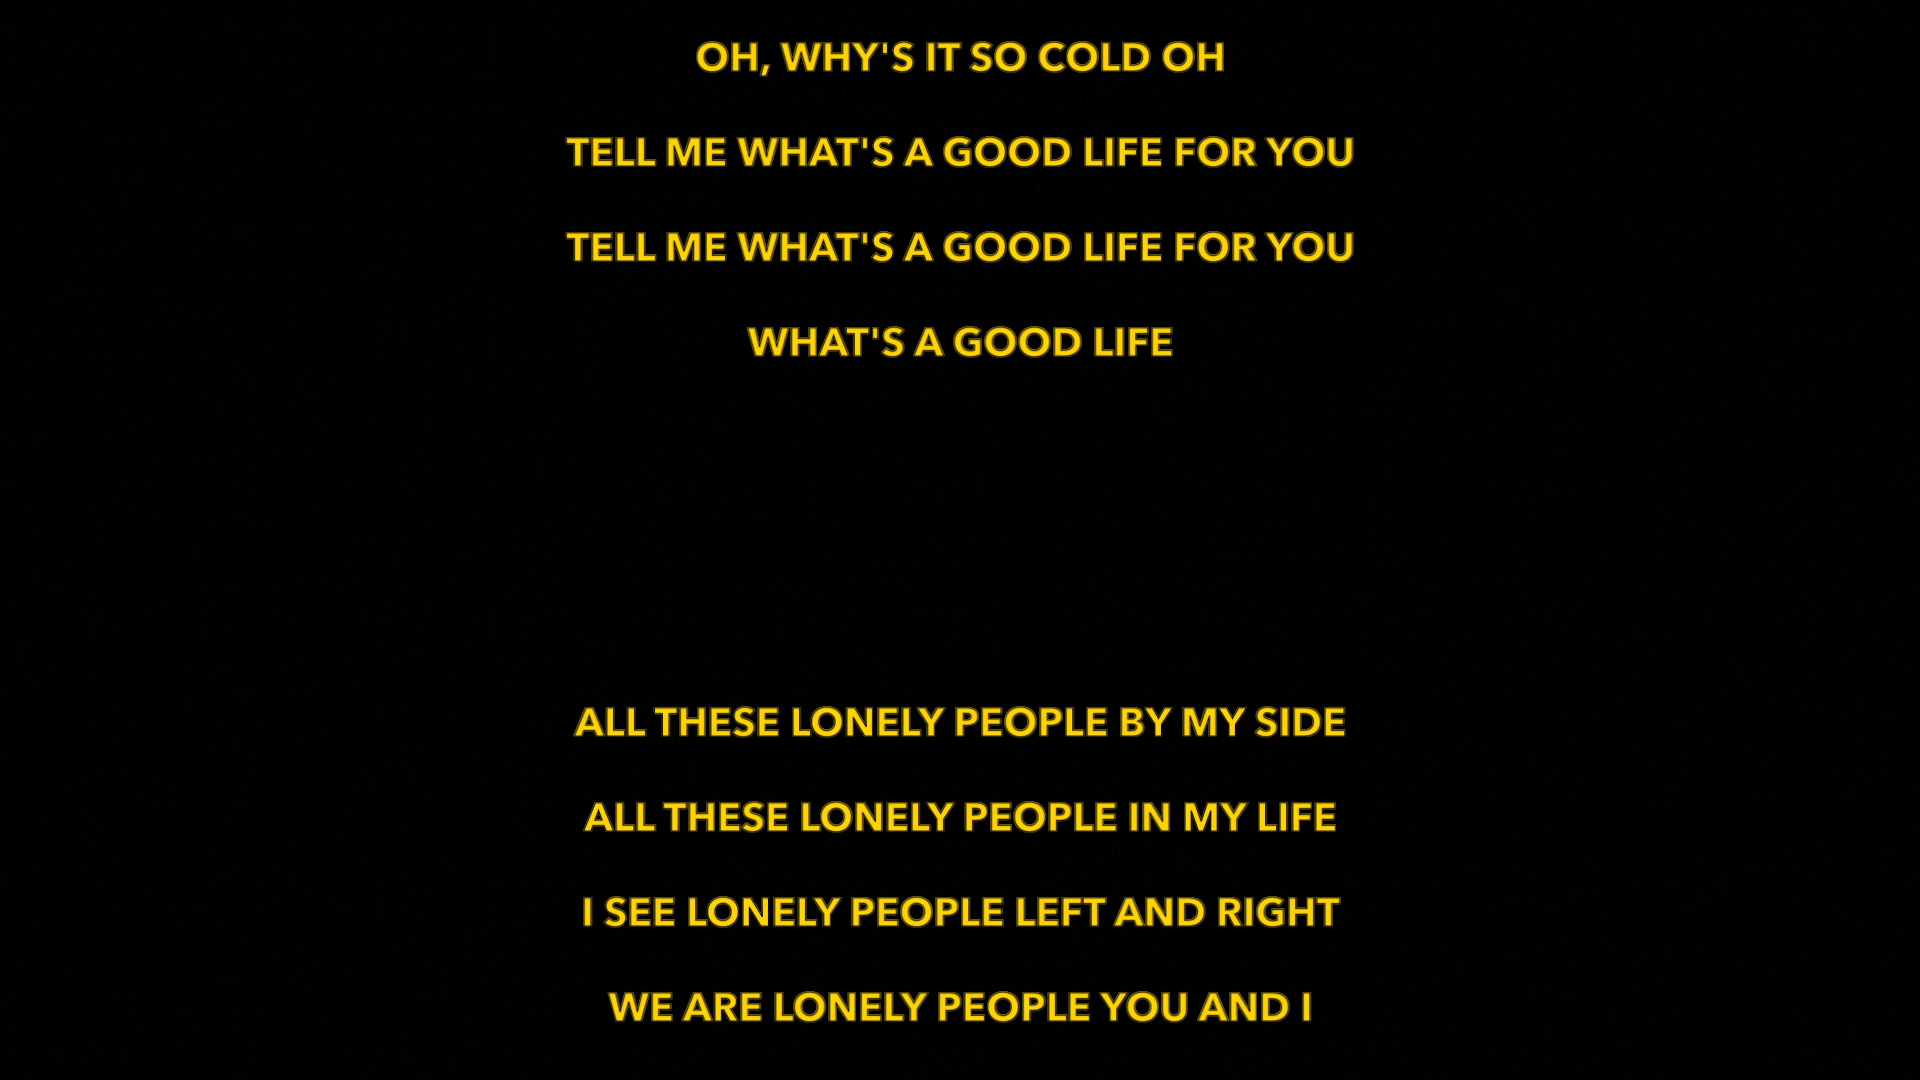 OH, WHY'S IT SO COLD OH
TELL ME WHAT'S A GOOD LIFE FOR YOU
TELL ME WHAT'S A GOOD LIFE FOR YOU
WHAT'S A GOOD LIFE
ALL THESE LONELY PEOPLE BY MY SIDE
ALL THESE LONELY PEOPLE IN MY LIFE
I SEE LONELY PEOPLE LEFT AND RIGHT
WE ARE LONELY PEOPLE YOU AND I